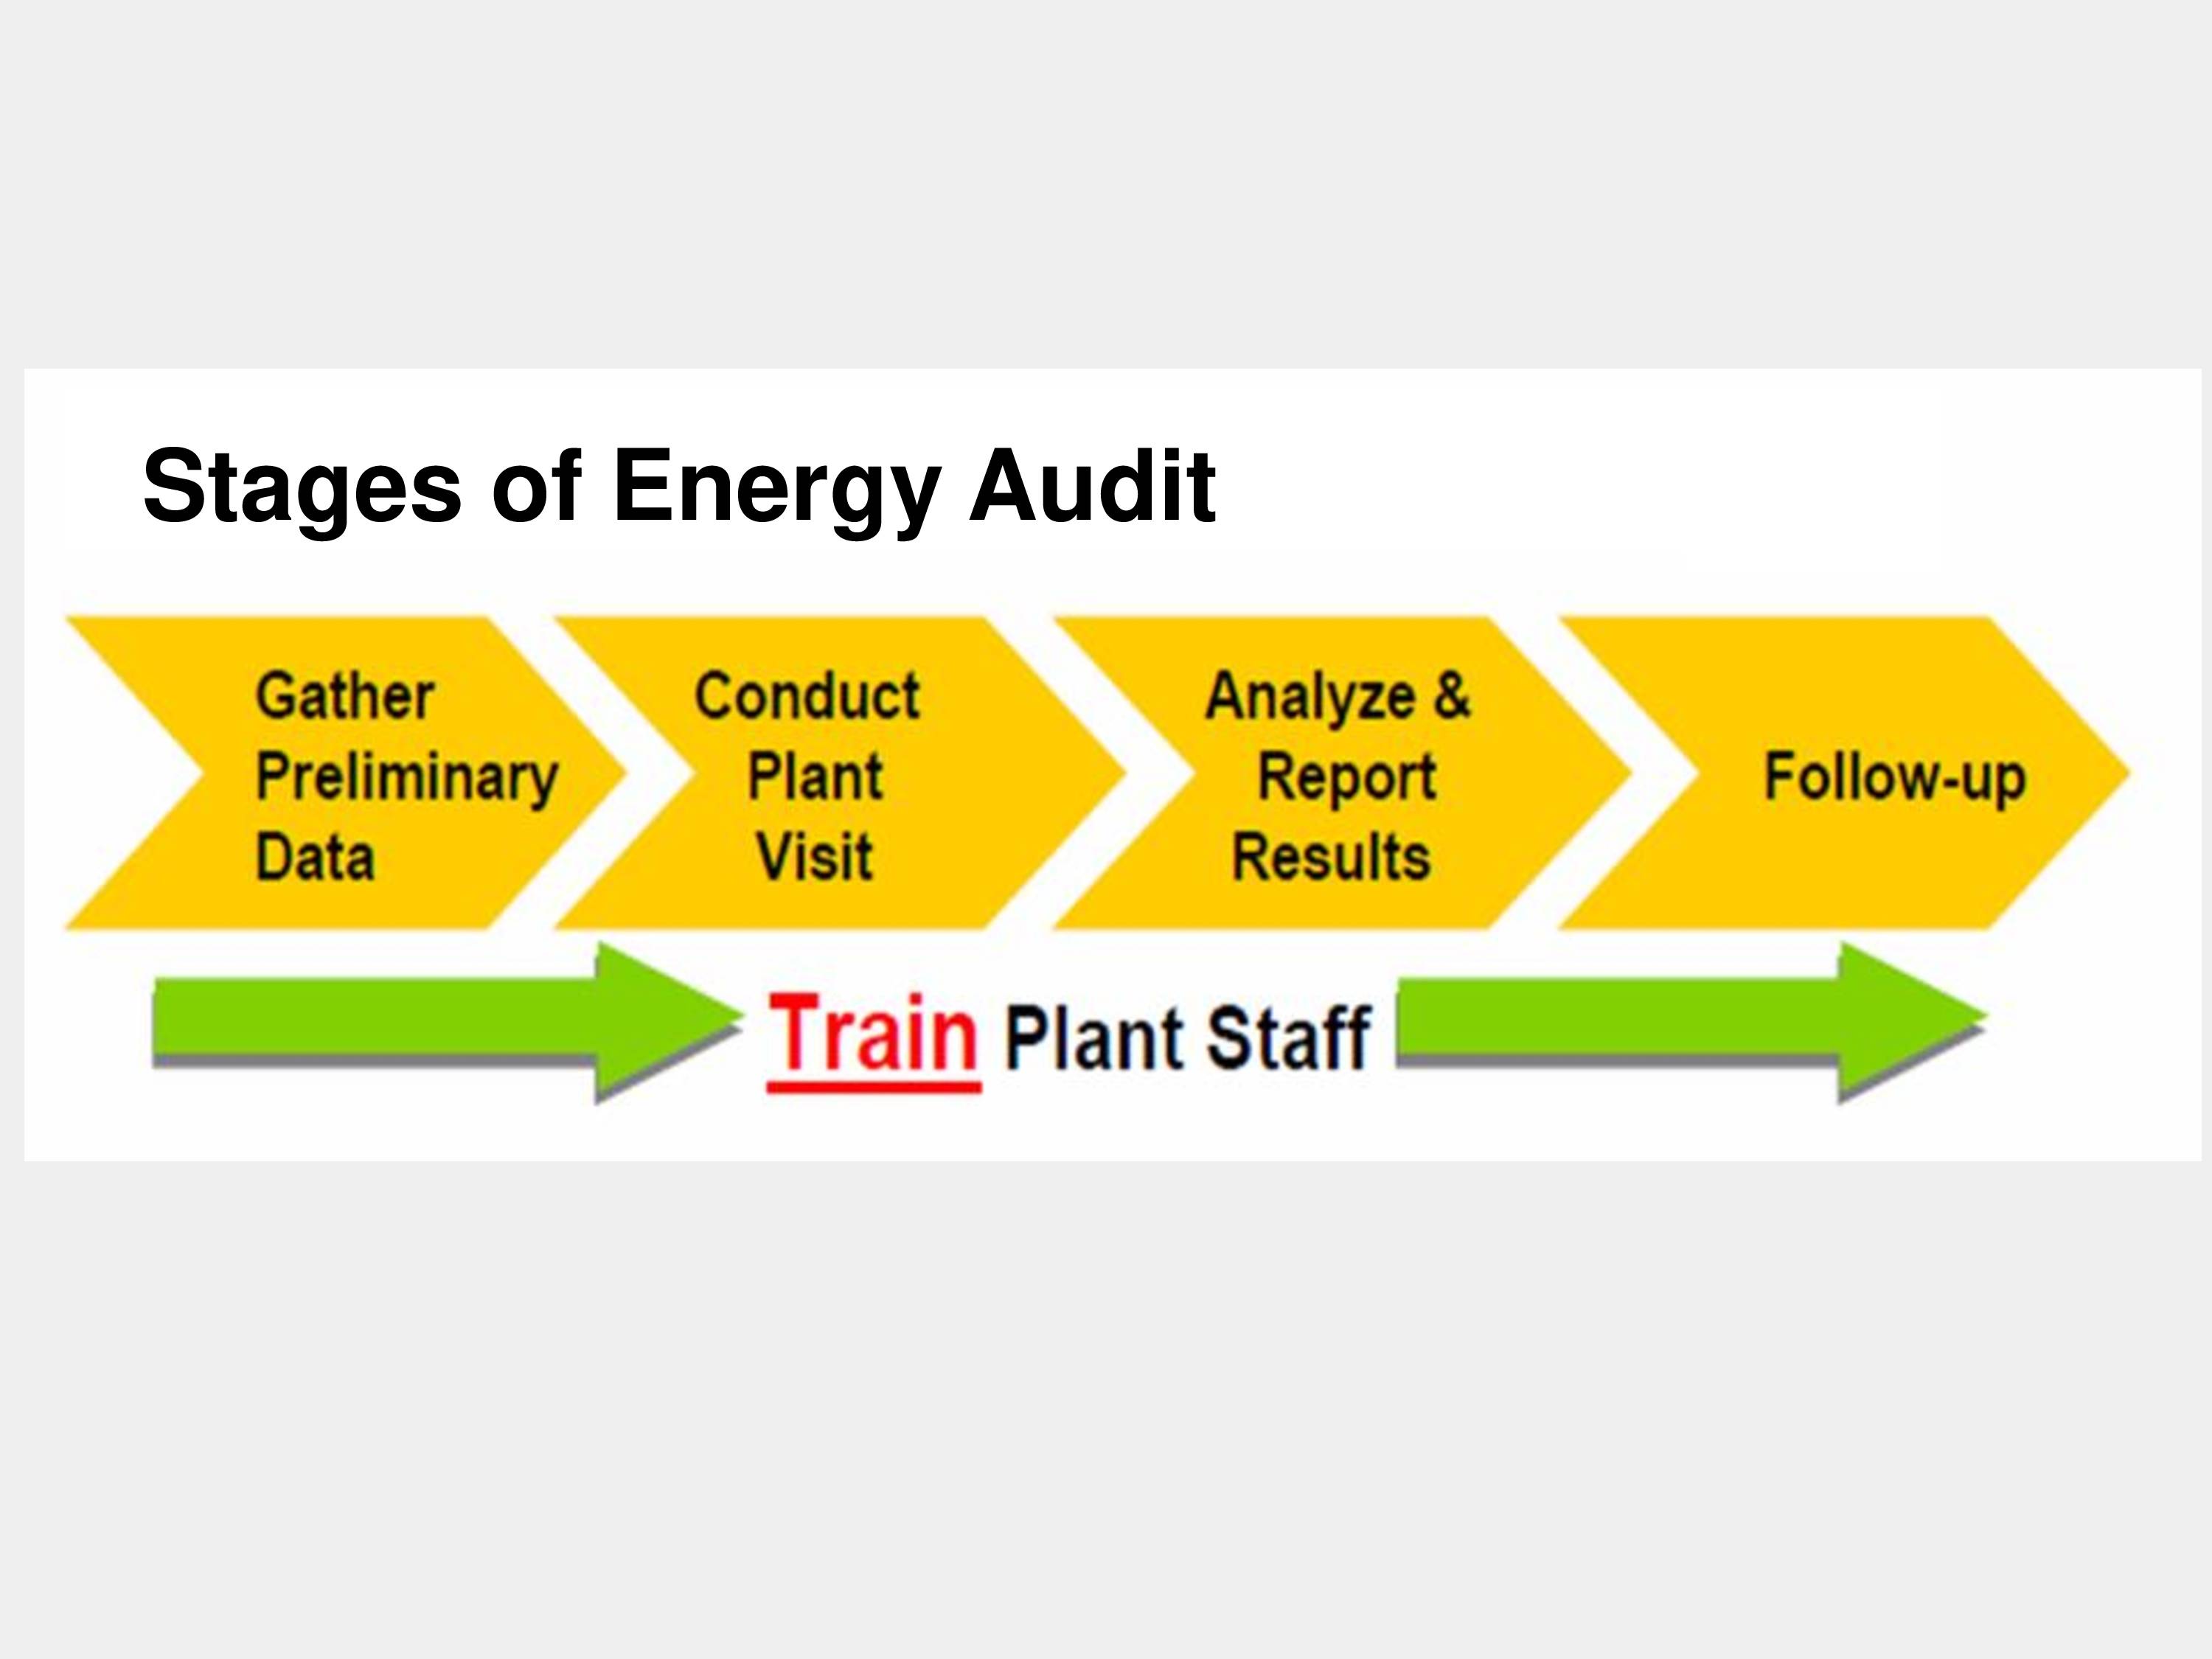 Stages of Energy Audit
Gather
Preliminary
Data
Conduct
Plant
Visit
Analyze &
Report
Results
Follow-up
Train Plant Staff